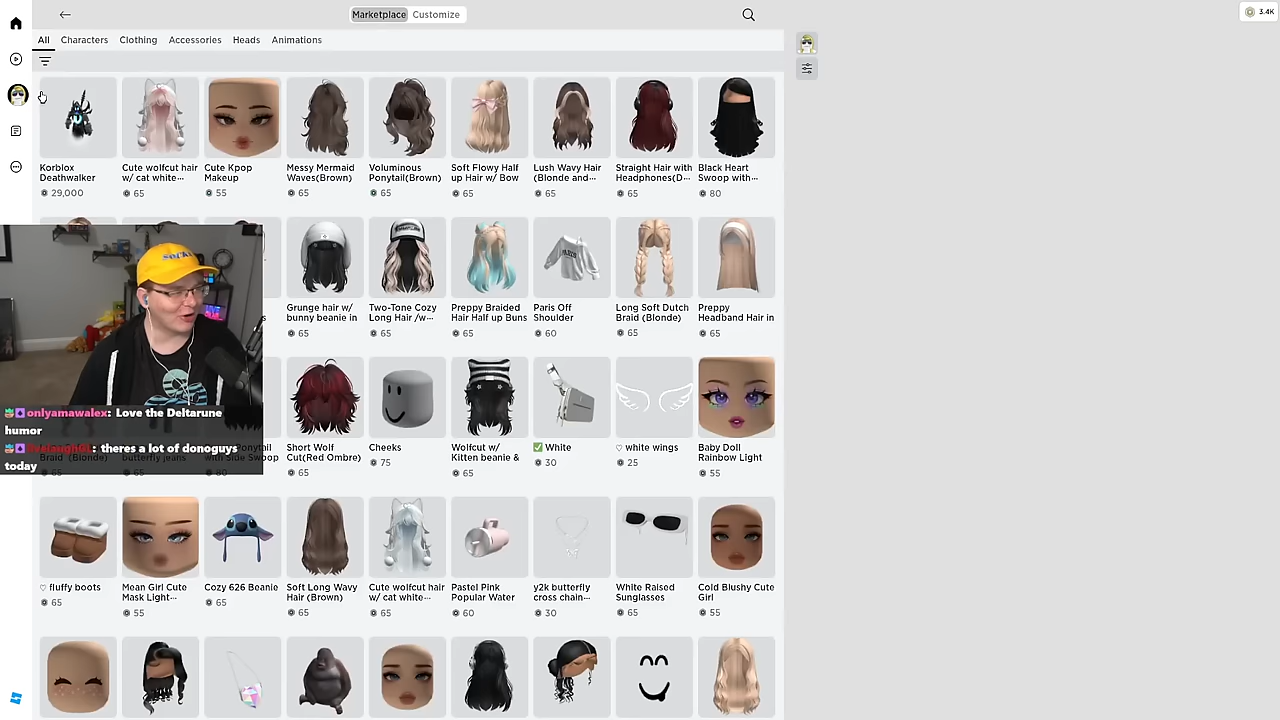 Marketplace Customize
3.4K
All Characters Clothing Accessories Heads Animations
Korblox
Deathwalker
29,000
Cute wolfcut hair
w/ cat white...
65
Cute Kpop
Makeup
55
Messy Mermaid
Waves(Brown)
65
Voluminous
Ponytail(Brown)
65
Soft Flowy Half
up Hair w/ Bow
65
Lush Wavy Hair
(Blonde and...
65
Straight Hair with
Headphones(D...
65
Black Heart
Swoop with...
80
Grunge hair w/
bunny beanie in
65
Two-Tone Cozy
Long Hair /w...
65
Preppy Braided
Hair Half up Buns
65
Paris Off
Shoulder
60
Long Soft Dutch
Braid (Blonde)
65
Preppy
Headband Hair in
65
onlyamawalex: Love the Deltarune
humor
: theres a lot of donoguys
today
Short Wolf
Cut(Red Ombre)
65
Cheeks
75
Wolfcut w/
Kitten beanie &
65
✅ White
30
♡ white wings
25
Baby Doll
Rainbow Light
55
♡ fluffy boots
65
Mean Girl Cute
Mask Light...
55
Cozy 626 Beanie
65
Soft Long Wavy
Hair (Brown)
65
Cute wolfcut hair
w/ cat white...
65
Pastel Pink
Popular Water
60
y2k butterfly
cross chain...
30
White Raised
Sunglasses
65
Cold Blushy Cute
Girl
55